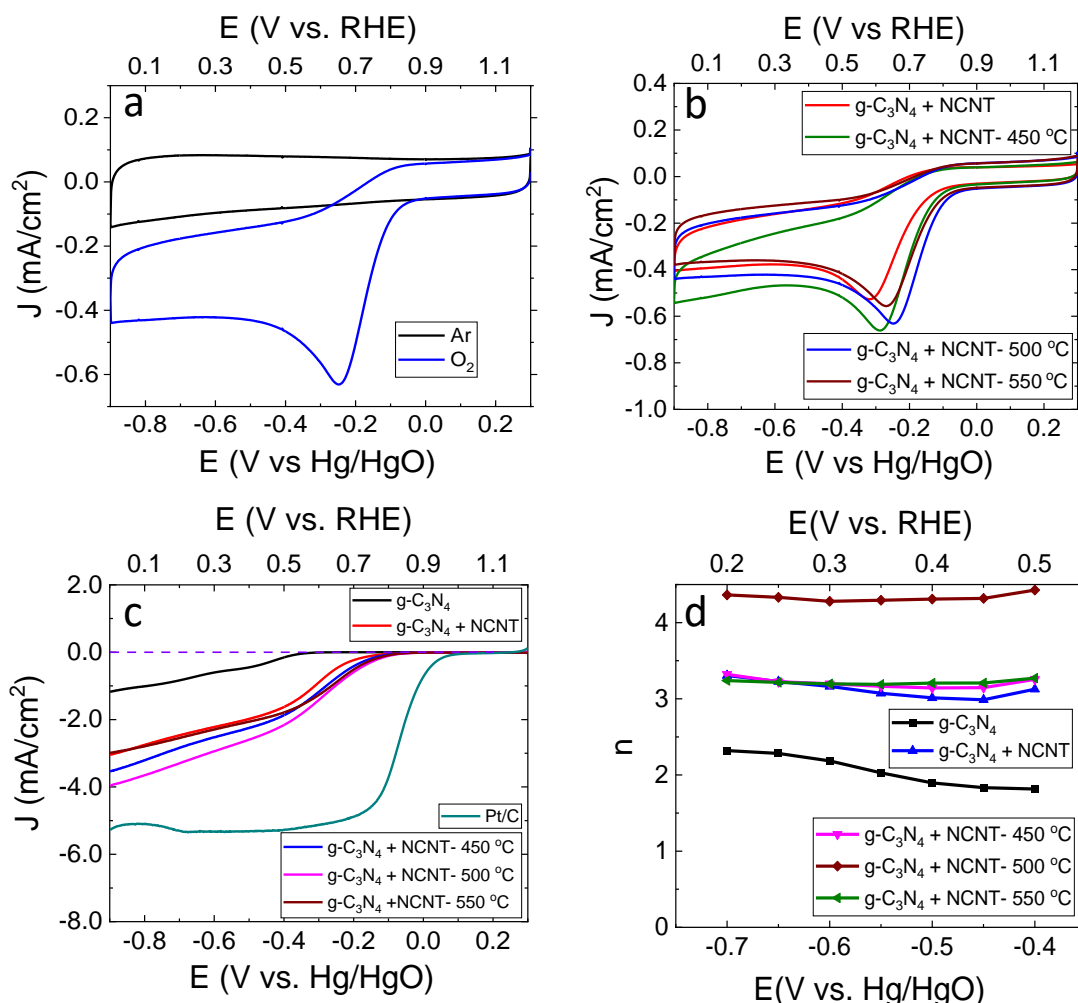 E (V vs. RHE)
0.1 0.3 0.5 0.7 0.9 1.1
a
0.2
0.0
-0.2
-0.4
-0.6
J (mA/cm²)
Ar
O₂
-0.8 -0.6 -0.4 -0.2 0.0 0.2
E (V vs Hg/HgO)
E (V vs RHE)
0.1 0.3 0.5 0.7 0.9 1.1
b
0.4
0.2
0.0
-0.2
-0.4
-0.6
-0.8
-1.0
J (mA/cm²)
g-C₃N₄ + NCNT
g-C₃N₄ + NCNT- 450 °C
g-C₃N₄ + NCNT- 500 °C
g-C₃N₄ + NCNT- 550 °C
-0.8 -0.6 -0.4 -0.2 0.0 0.2
E (V vs Hg/HgO)
E (V vs. RHE)
0.1 0.3 0.5 0.7 0.9 1.1
c
2.0
0.0
-2.0
-4.0
-6.0
-8.0
J (mA/cm²)
g-C₃N₄
g-C₃N₄ + NCNT
Pt/C
g-C₃N₄ + NCNT- 450 °C
g-C₃N₄ + NCNT- 500 °C
g-C₃N₄ +NCNT- 550 °C
-0.8 -0.6 -0.4 -0.2 0.0 0.2
E (V vs. Hg/HgO)
E(V vs. RHE)
0.2 0.3 0.4 0.5
d
4
3
2
0
n
g-C₃N₄
g-C₃N₄ + NCNT
g-C₃N₄ + NCNT- 450 °C
g-C₃N₄ + NCNT- 500 °C
g-C₃N₄ + NCNT- 550 °C
-0.7 -0.6 -0.5 -0.4
E(V vs. Hg/HgO)